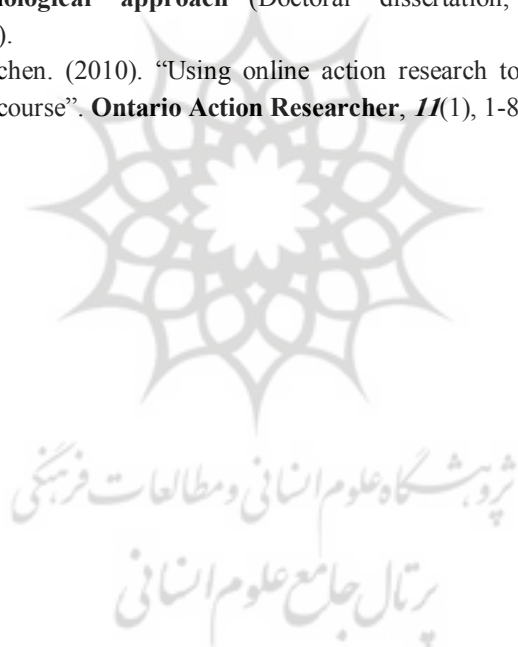 nological approach (Doctoral dissertation,
).
chen. (2010). “Using online action research to
course”. Ontario Action Researcher, 11(1), 1-8
پژوهشگاه علوم انسانی و مطالعات فرهنگی
پرتال جامع علوم انسانی